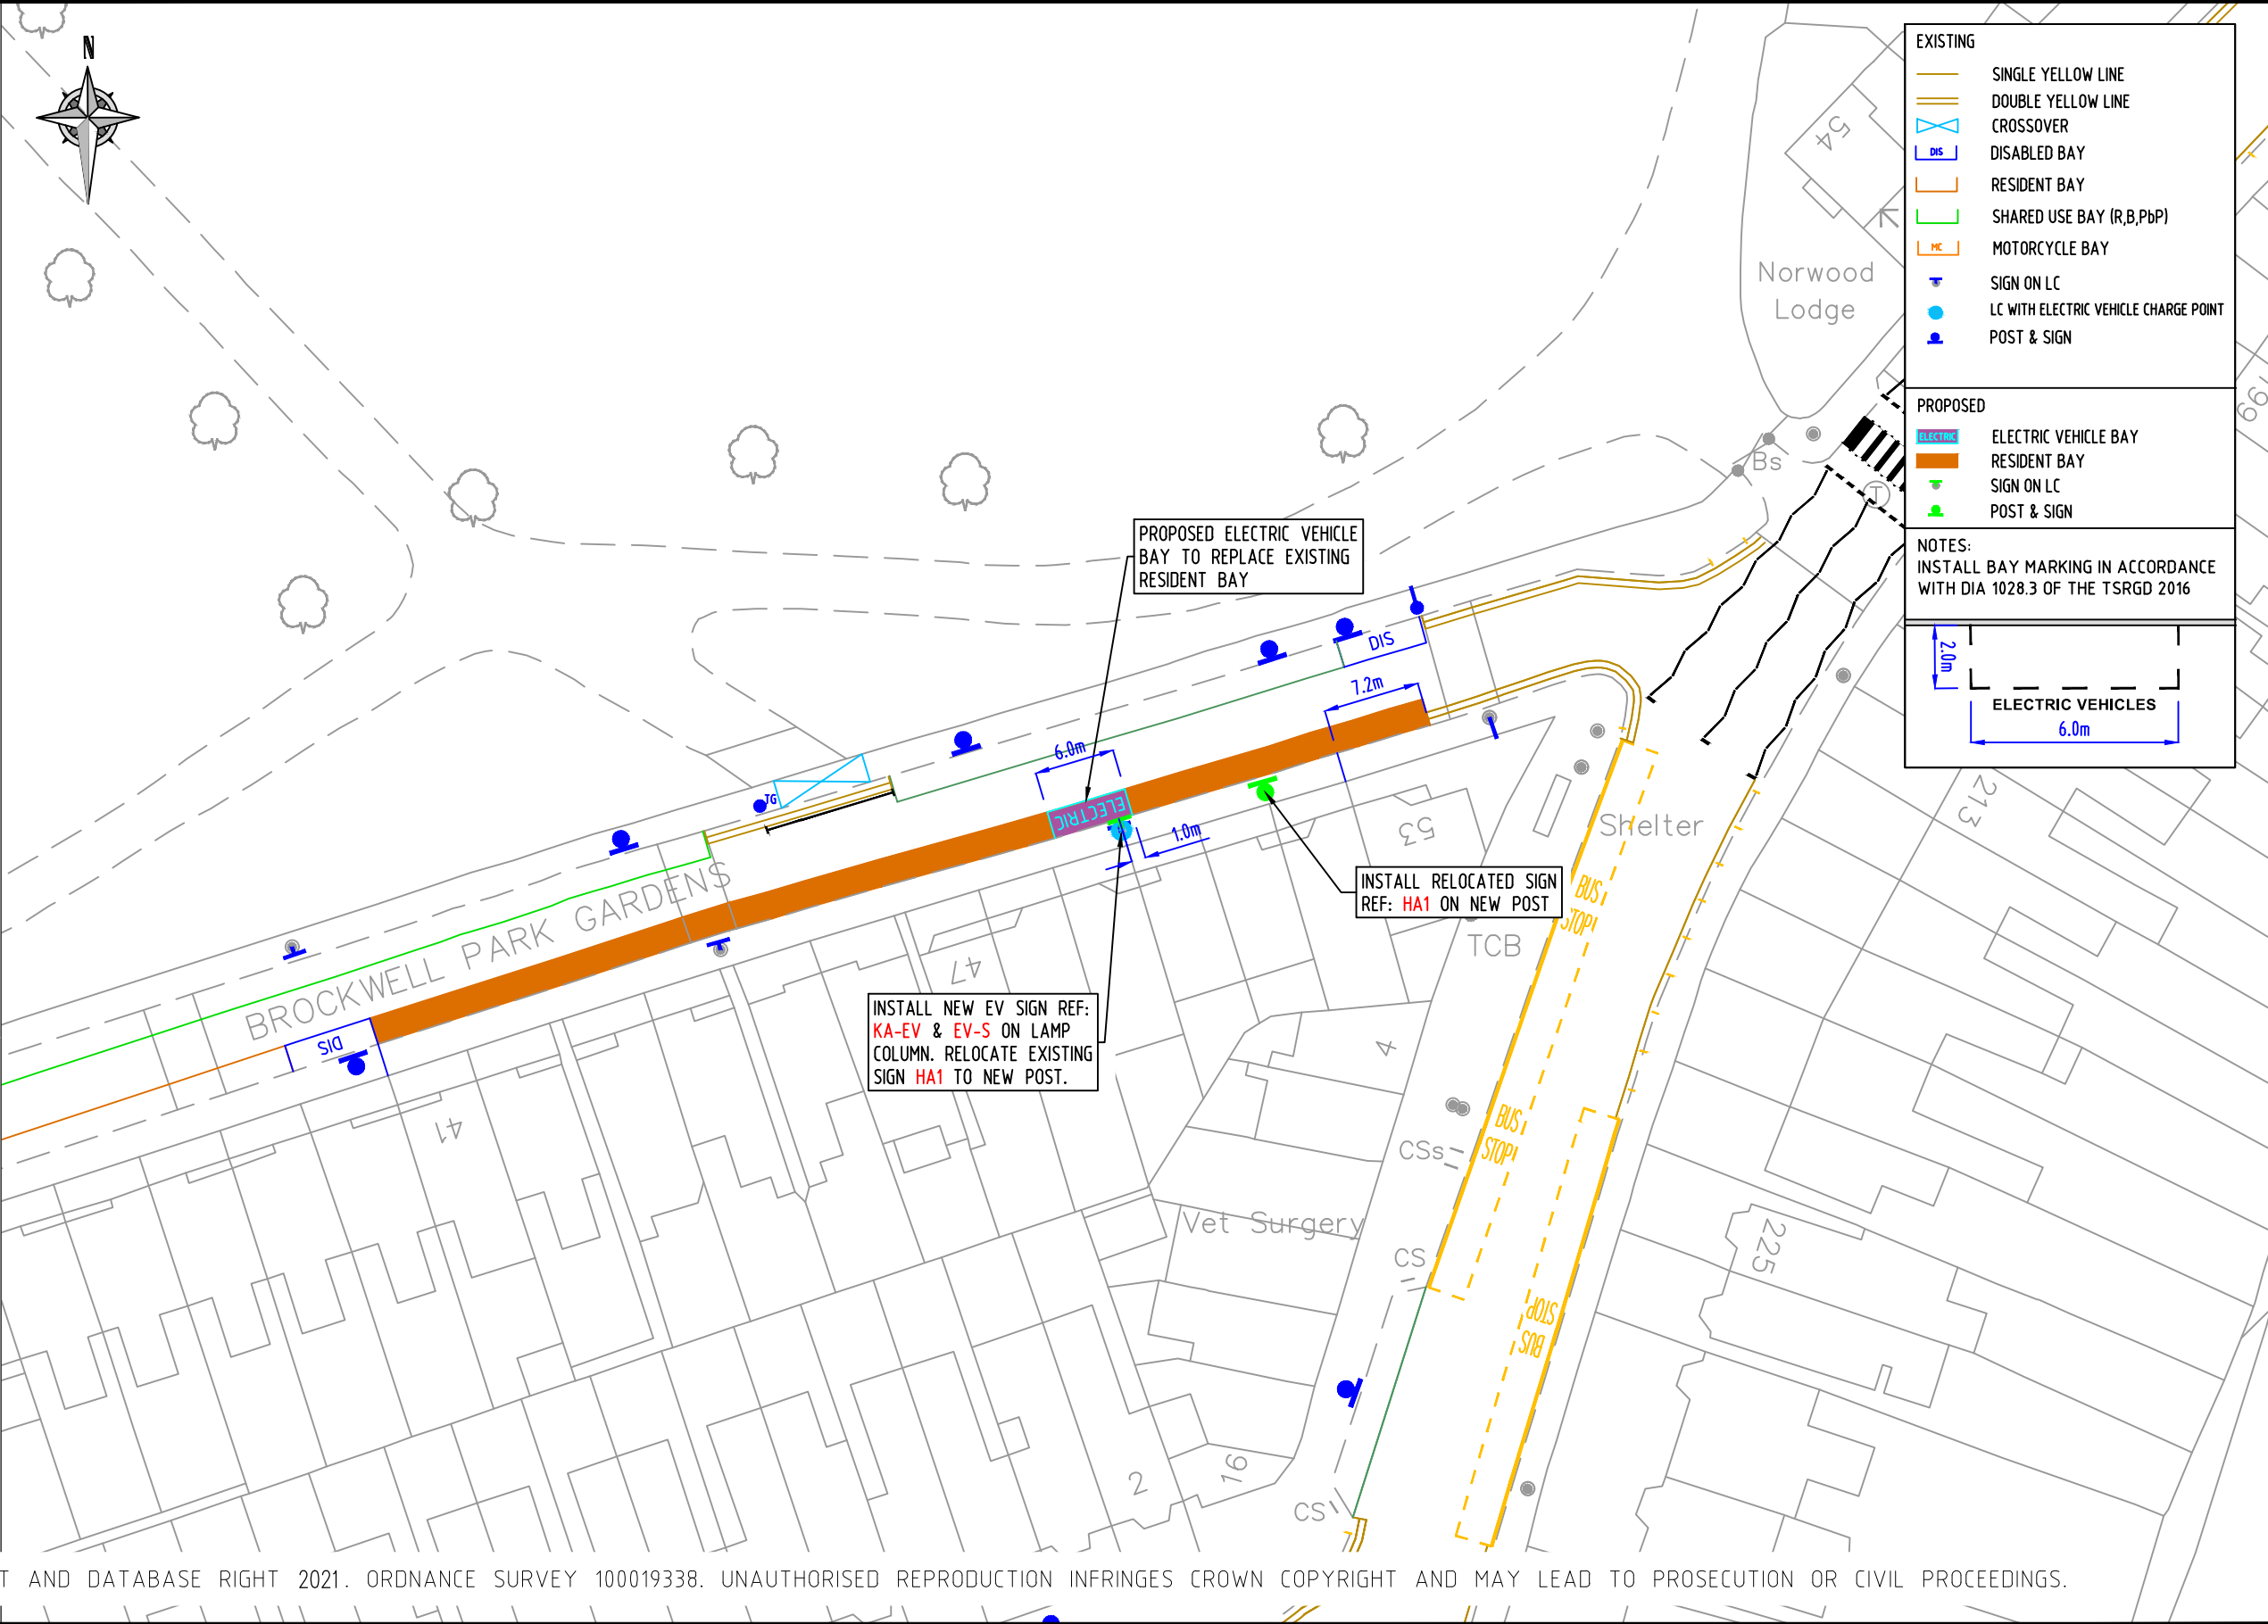 N
EXISTING
SINGLE YELLOW LINE
DOUBLE YELLOW LINE
CROSSOVER
DIS
DISABLED BAY
RESIDENT BAY
SHARED USE BAY (R,B,PbP)
MC
MOTORCYCLE BAY
SIGN ON LC
LC WITH ELECTRIC VEHICLE CHARGE POINT
POST & SIGN
PROPOSED
ELECTRIC
ELECTRIC VEHICLE BAY
RESIDENT BAY
SIGN ON LC
POST & SIGN
NOTES:
INSTALL BAY MARKING IN ACCORDANCE
WITH DIA 1028.3 OF THE TSRGD 2016
2.0m
ELECTRIC VEHICLES
6.0m
54
Norwood
Lodge
199
Bs
T
PROPOSED ELECTRIC VEHICLE
BAY TO REPLACE EXISTING
RESIDENT BAY
DIS
7.2m
6.0m
TG
ELECTRIC
1.0m
53
Shelter
213
INSTALL RELOCATED SIGN
REF: HA1 ON NEW POST
BUS
STOP
TCB
BROCKWELL PARK GARDENS
47
INSTALL NEW EV SIGN REF:
KA-EV & EV-S ON LAMP
COLUMN. RELOCATE EXISTING
SIGN HA1 TO NEW POST.
DIS
41
4
BUS
STOP
CSs
Vet Surgery
CS
225
BUS
STOP
2
16
CS
T AND DATABASE RIGHT 2021. ORDNANCE SURVEY 100019338. UNAUTHORISED REPRODUCTION INFRINGES CROWN COPYRIGHT AND MAY LEAD TO PROSECUTION OR CIVIL PROCEEDINGS.